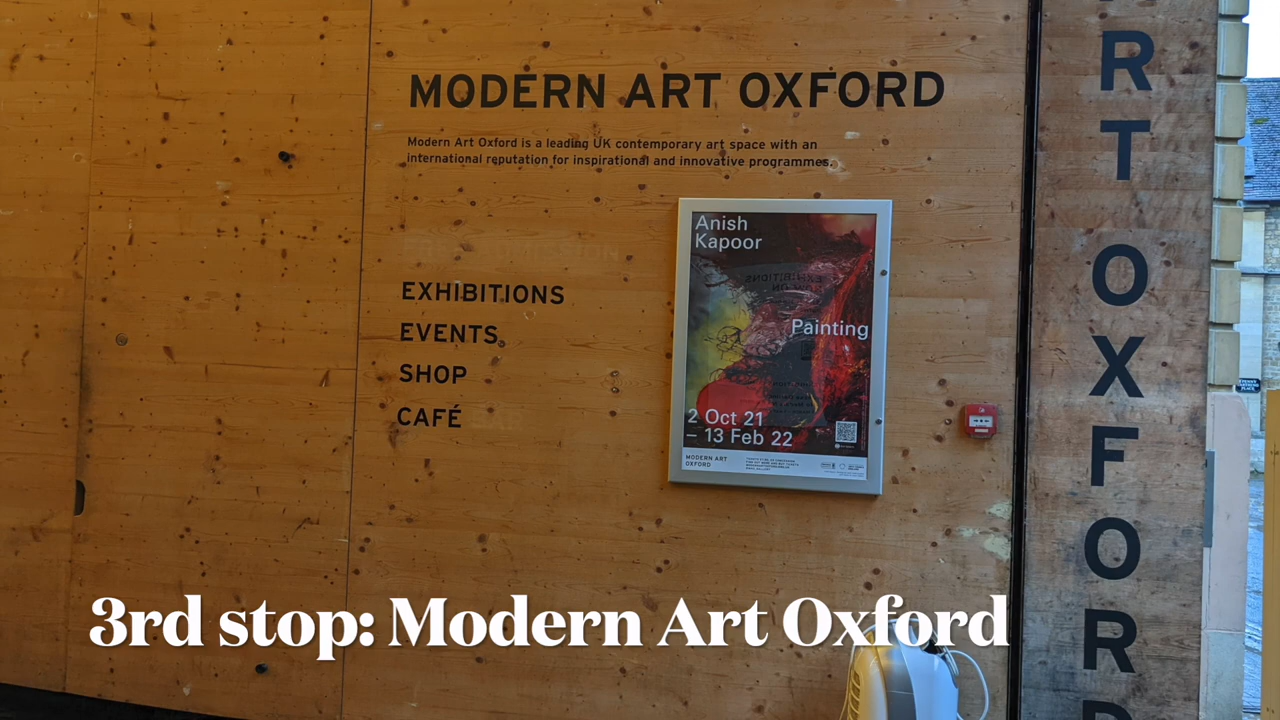 MODERN ART OXFORD
Modern Art Oxford is a leading UK contemporary art space with an
international reputation for inspirational and innovative programmes.
EXHIBITIONS
EVENTS
SHOP
CAFÉ
Anish
Kapoor
Painting
2 Oct 21
– 13 Feb 22
MODERN ART
OXFORD
RT OXFORD
3rd stop: Modern Art Oxford